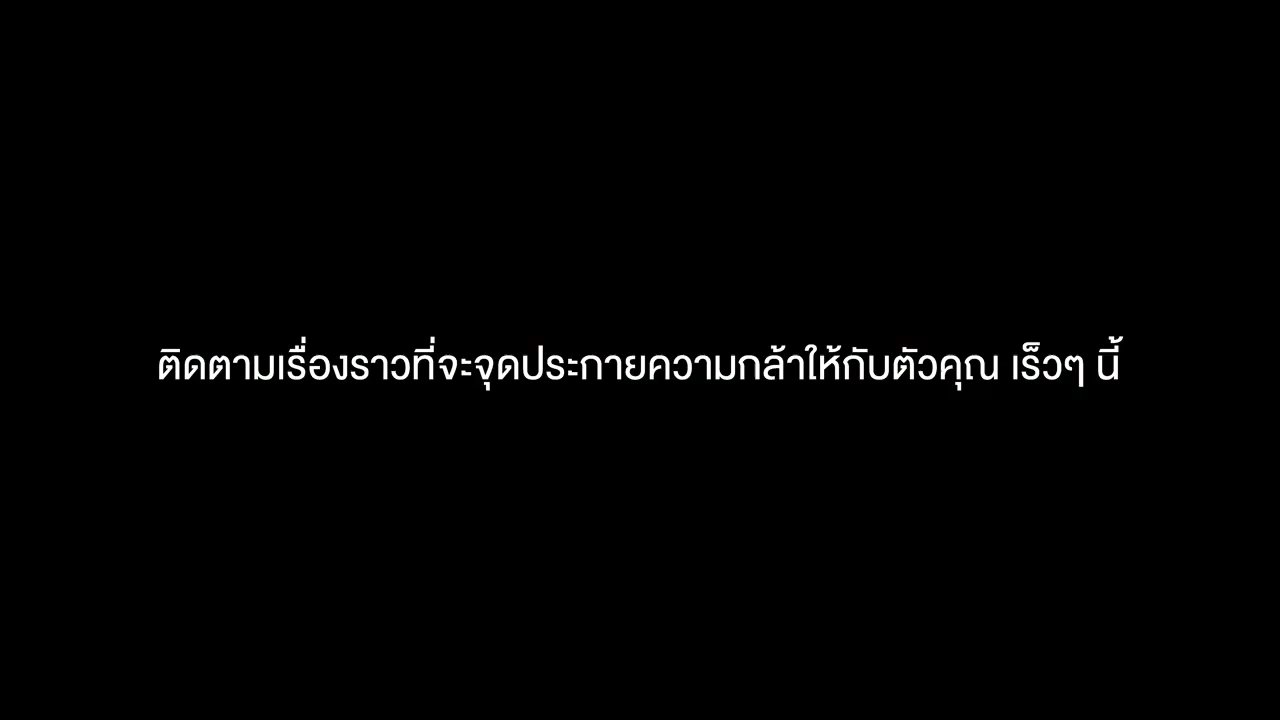 ติดตามเรื่องราวที่จะจุดประกายความกล้าให้กับตัวคุณ เร็วๆ นี้